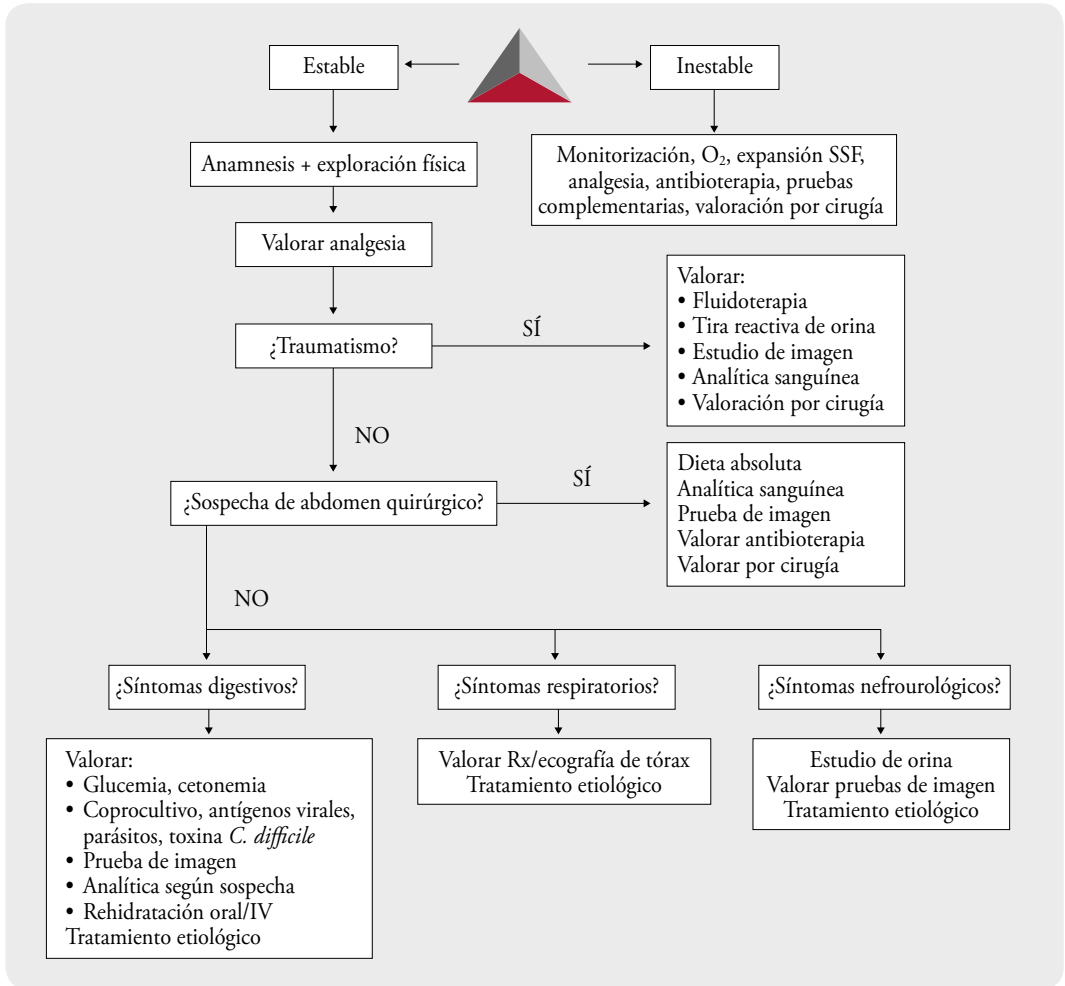 Estable
Inestable
Anamnesis + exploración física
Monitorización, O₂, expansión SSF,
analgesia, antibioterapia, pruebas
complementarias, valoración por cirugía
Valorar analgesia
¿Traumatismo?
SÍ
Valorar:
• Fluidoterapia
• Tira reactiva de orina
• Estudio de imagen
• Analítica sanguínea
• Valoración por cirugía
NO
¿Sospecha de abdomen quirúrgico?
SÍ
Dieta absoluta
Analítica sanguínea
Prueba de imagen
Valorar antibioterapia
Valorar por cirugía
NO
¿Síntomas digestivos?
Valorar:
• Glucemia, cetonemia
• Coprocultivo, antígenos virales,
parásitos, toxina C. difficile
• Prueba de imagen
• Analítica según sospecha
• Rehidratación oral/IV
Tratamiento etiológico
¿Síntomas respiratorios?
Valorar Rx/ecografía de tórax
Tratamiento etiológico
¿Síntomas nefrourológicos?
Estudio de orina
Valorar pruebas de imagen
Tratamiento etiológico